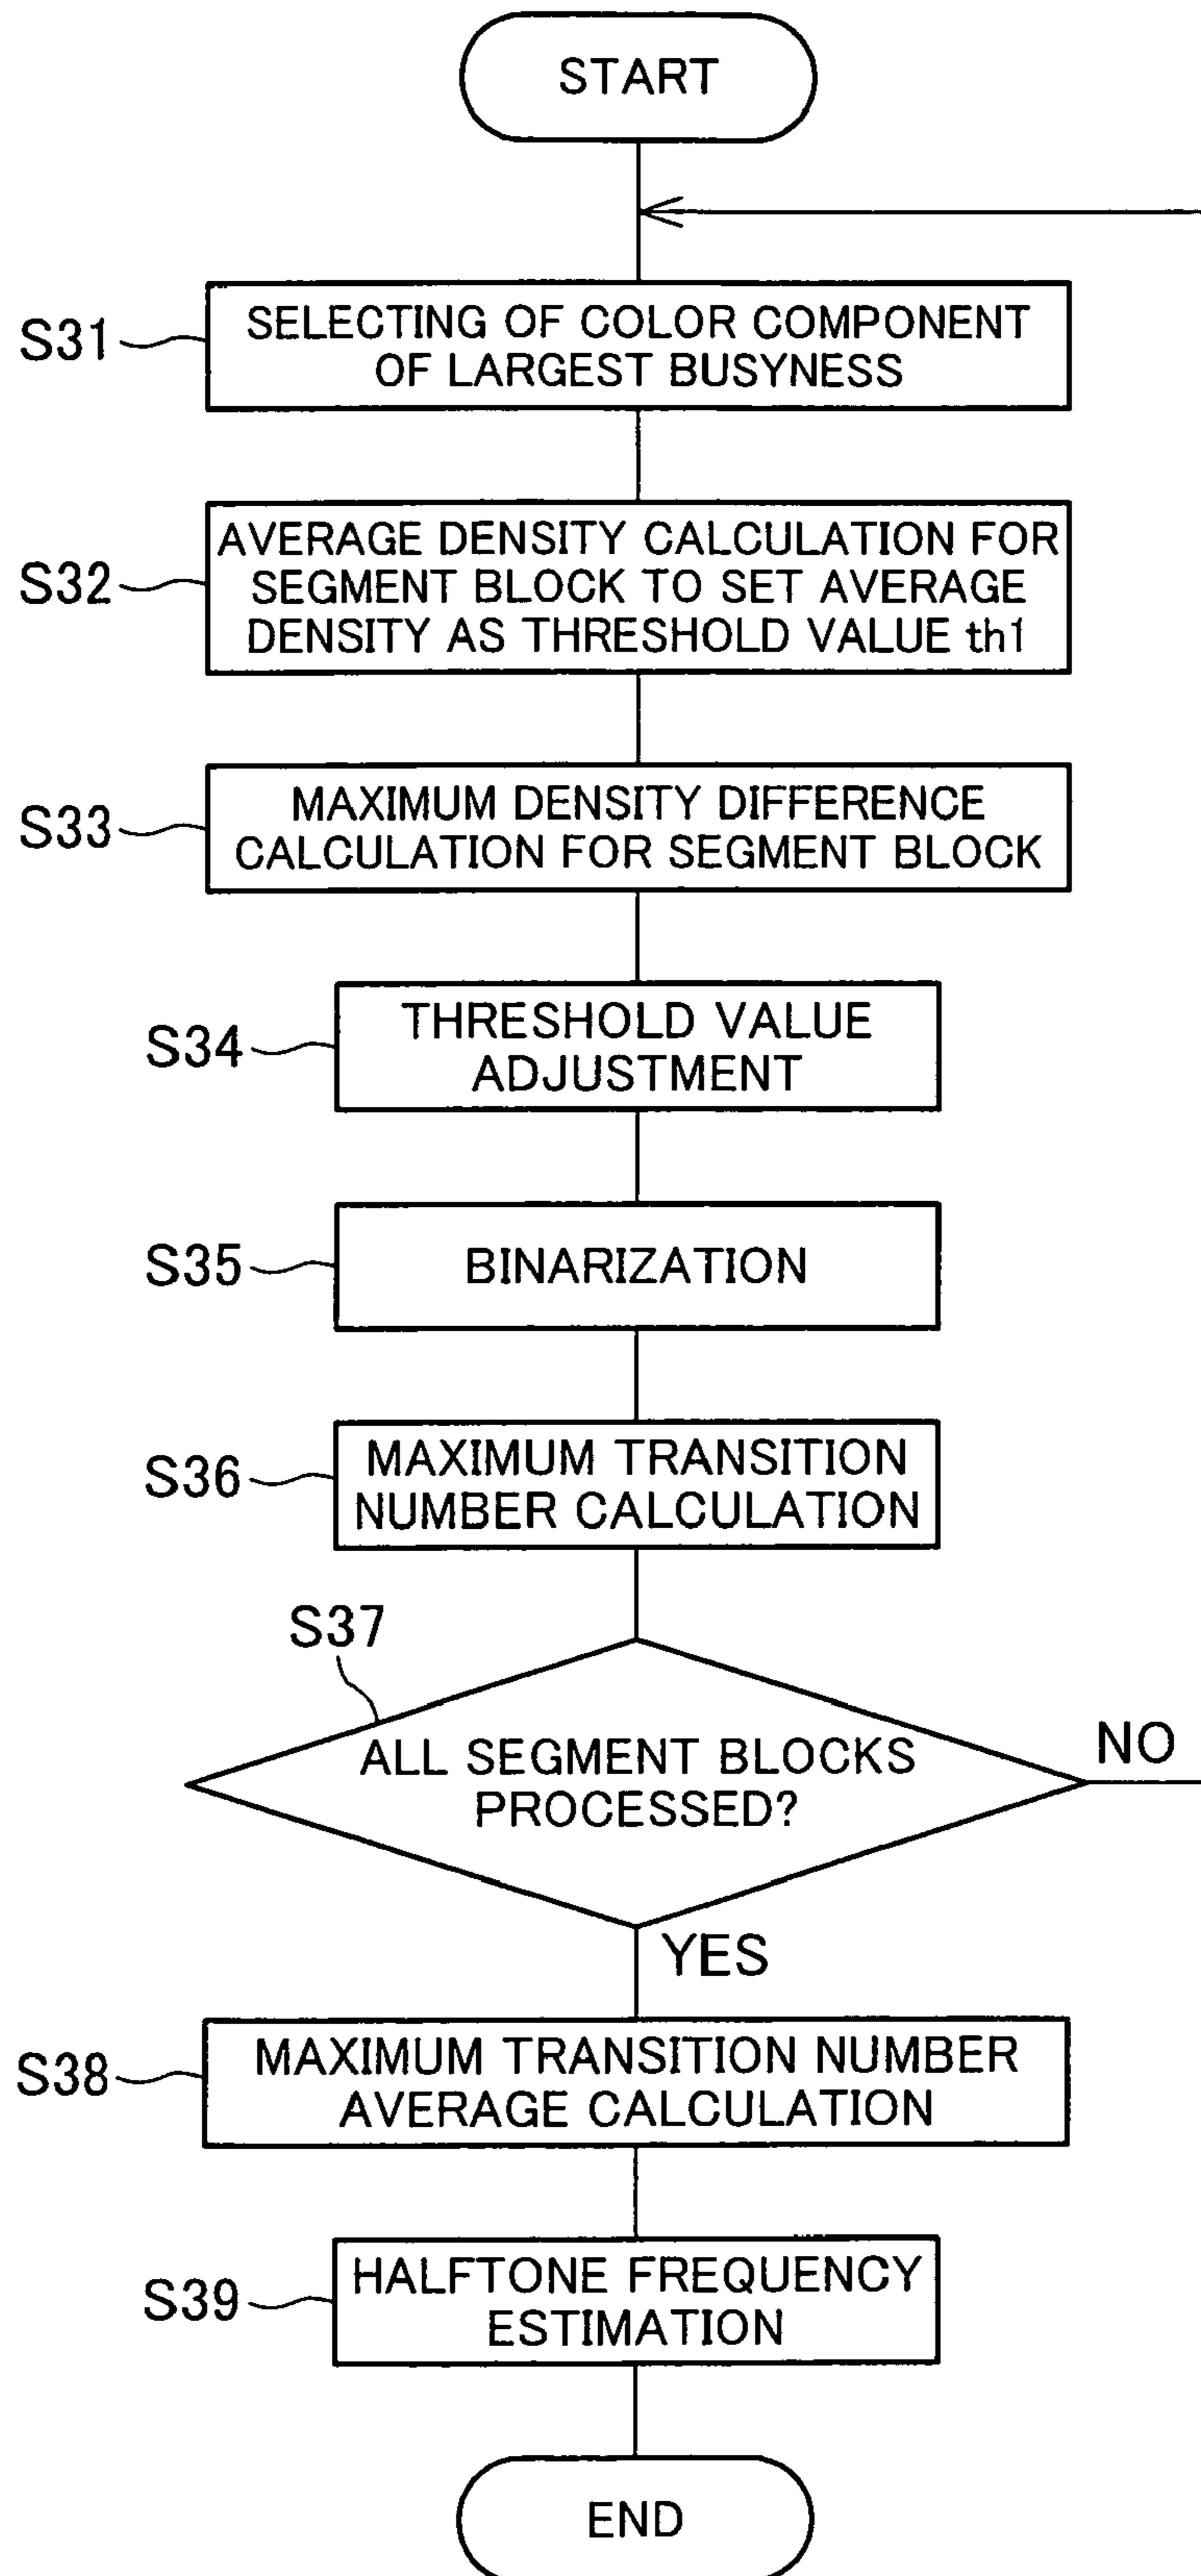 START
S31
SELECTING OF COLOR COMPONENT
OF LARGEST BUSYNESS
S32
AVERAGE DENSITY CALCULATION FOR
SEGMENT BLOCK TO SET AVERAGE
DENSITY AS THRESHOLD VALUE th1
S33
MAXIMUM DENSITY DIFFERENCE
CALCULATION FOR SEGMENT BLOCK
S34
THRESHOLD VALUE
ADJUSTMENT
S35
BINARIZATION
S36
MAXIMUM TRANSITION
NUMBER CALCULATION
S37
ALL SEGMENT BLOCKS
PROCESSED?
NO
YES
S38
MAXIMUM TRANSITION NUMBER
AVERAGE CALCULATION
S39
HALFTONE FREQUENCY
ESTIMATION
END